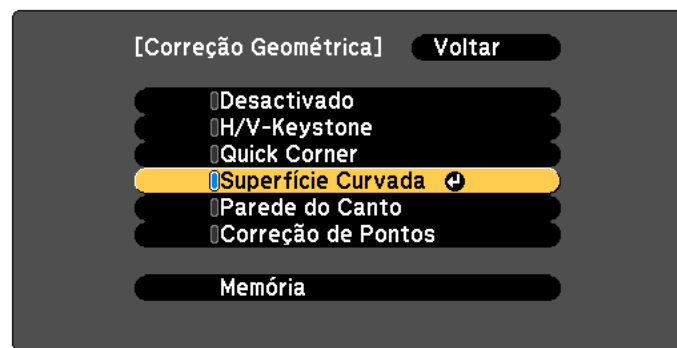 [Correção Geométrica] Voltar
Desactivado
H/V-Keystone
Quick Corner
Superfície Curvada
Parede do Canto
Correção de Pontos
Memória